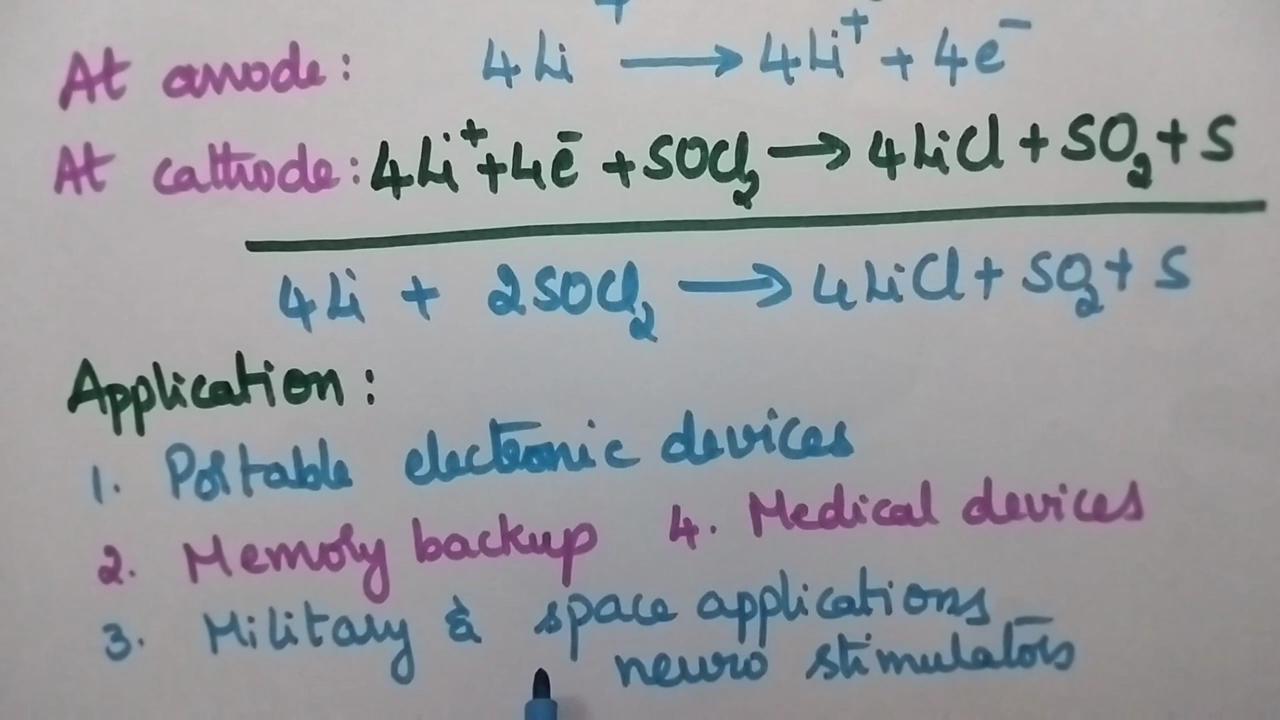 At anode: 4Li ⟶ 4Li⁺ + 4e⁻
At cathode: 4Li⁺+4e⁻ + SOCl₂ ⟶ 4LiCl + SO₂ + S
4Li + 2SOCl₂ ⟶ 4LiCl + SO₂ + S
Application:
1. Portable electronic devices
2. Memory backup 4. Medical devices
3. Military & space applications
neuro stimulators